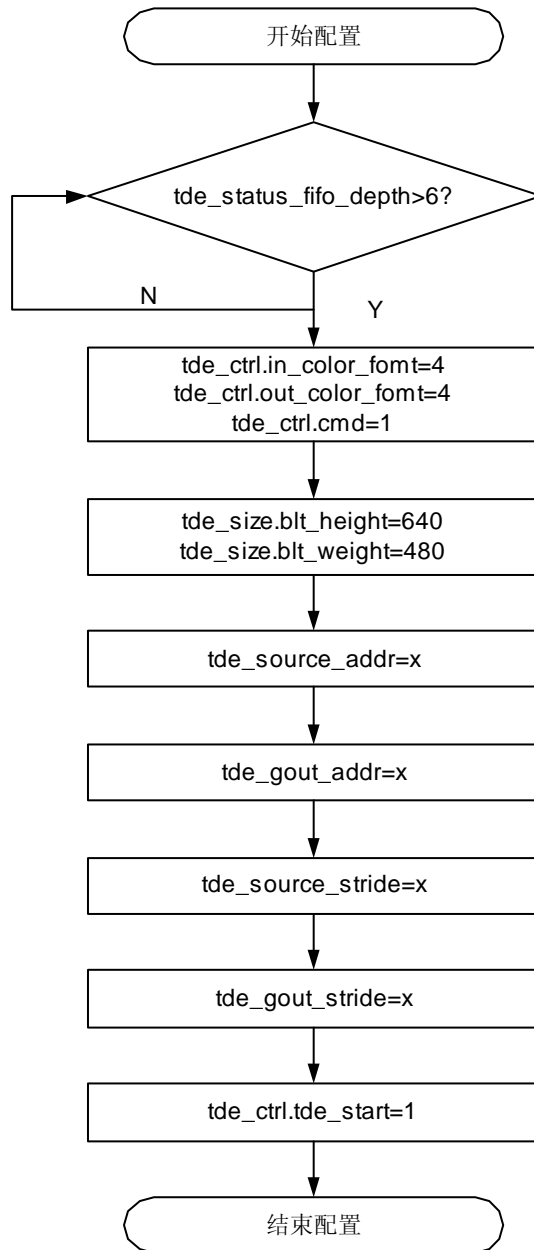 开始配置
tde_status_fifo_depth>6?
N
Y
tde_ctrl.in_color_fomt=4
tde_ctrl.out_color_fomt=4
tde_ctrl.cmd=1
tde_size.blt_height=640
tde_size.blt_weight=480
tde_source_addr=x
tde_gout_addr=x
tde_source_stride=x
tde_gout_stride=x
tde_ctrl.tde_start=1
结束配置